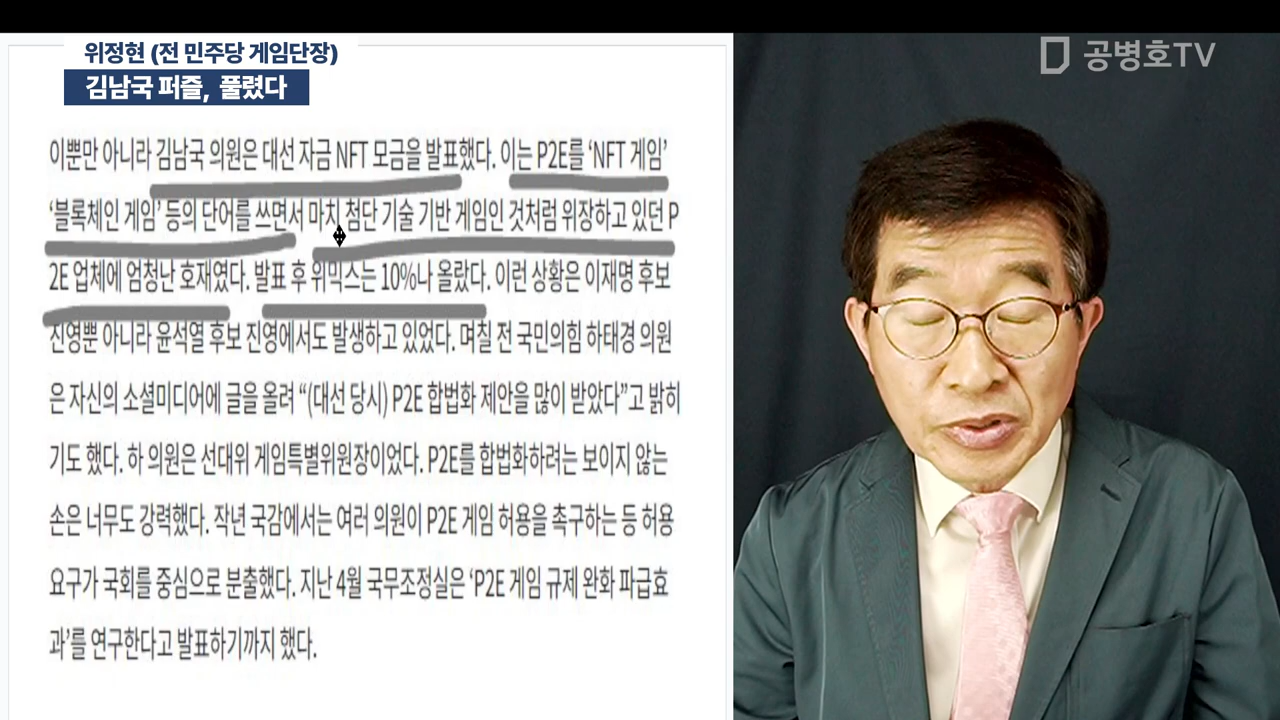 위정현 (전 민주당 게임단장)
김남국 퍼즐, 풀렸다
공병호TV
이뿐만 아니라 김남국 의원은 대선 자금 NFT 모금을 발표했다. 이는 P2E를 ‘NFT 게임’
‘블록체인 게임’ 등의 단어를 쓰면서 마치 첨단 기술 기반 게임인 것처럼 위장하고 있던 P
2E 업체에 엄청난 호재였다. 발표 후 위믹스는 10%나 올랐다. 이런 상황은 이재명 후보
진영뿐 아니라 윤석열 후보 진영에서도 발생하고 있었다. 며칠 전 국민의힘 하태경 의원
은 자신의 소셜미디어에 글을 올려 “(대선 당시) P2E 합법화 제안을 많이 받았다”고 밝히
기도 했다. 하 의원은 선대위 게임특별위원장이었다. P2E를 합법화하려는 보이지 않는
손은 너무도 강력했다. 작년 국감에서는 여러 의원이 P2E 게임 허용을 촉구하는 등 허용
요구가 국회를 중심으로 분출했다. 지난 4월 국무조정실은 ‘P2E 게임 규제 완화 파급효
과’를 연구한다고 발표하기까지 했다.